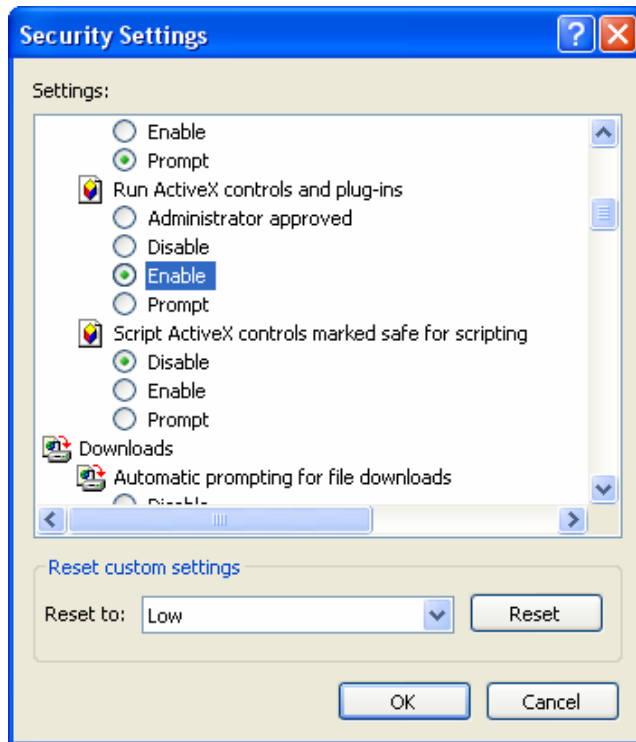 Security Settings
Settings:
Enable
Prompt
Run ActiveX controls and plug-ins
Administrator approved
Disable
Enable
Prompt
Script ActiveX controls marked safe for scripting
Disable
Enable
Prompt
Downloads
Automatic prompting for file downloads
Disable
Reset custom settings
Reset to: Low Reset
OK Cancel